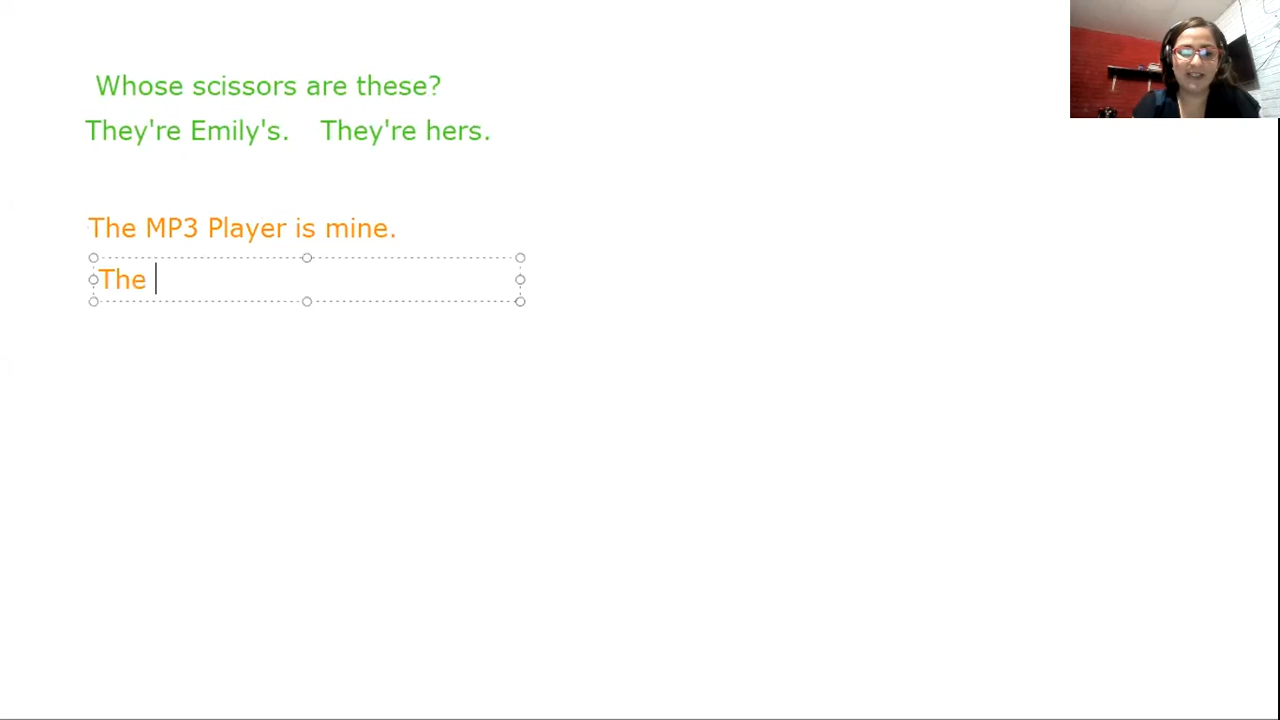 Whose scissors are these?
They're Emily's. They're hers.
The MP3 Player is mine.
The